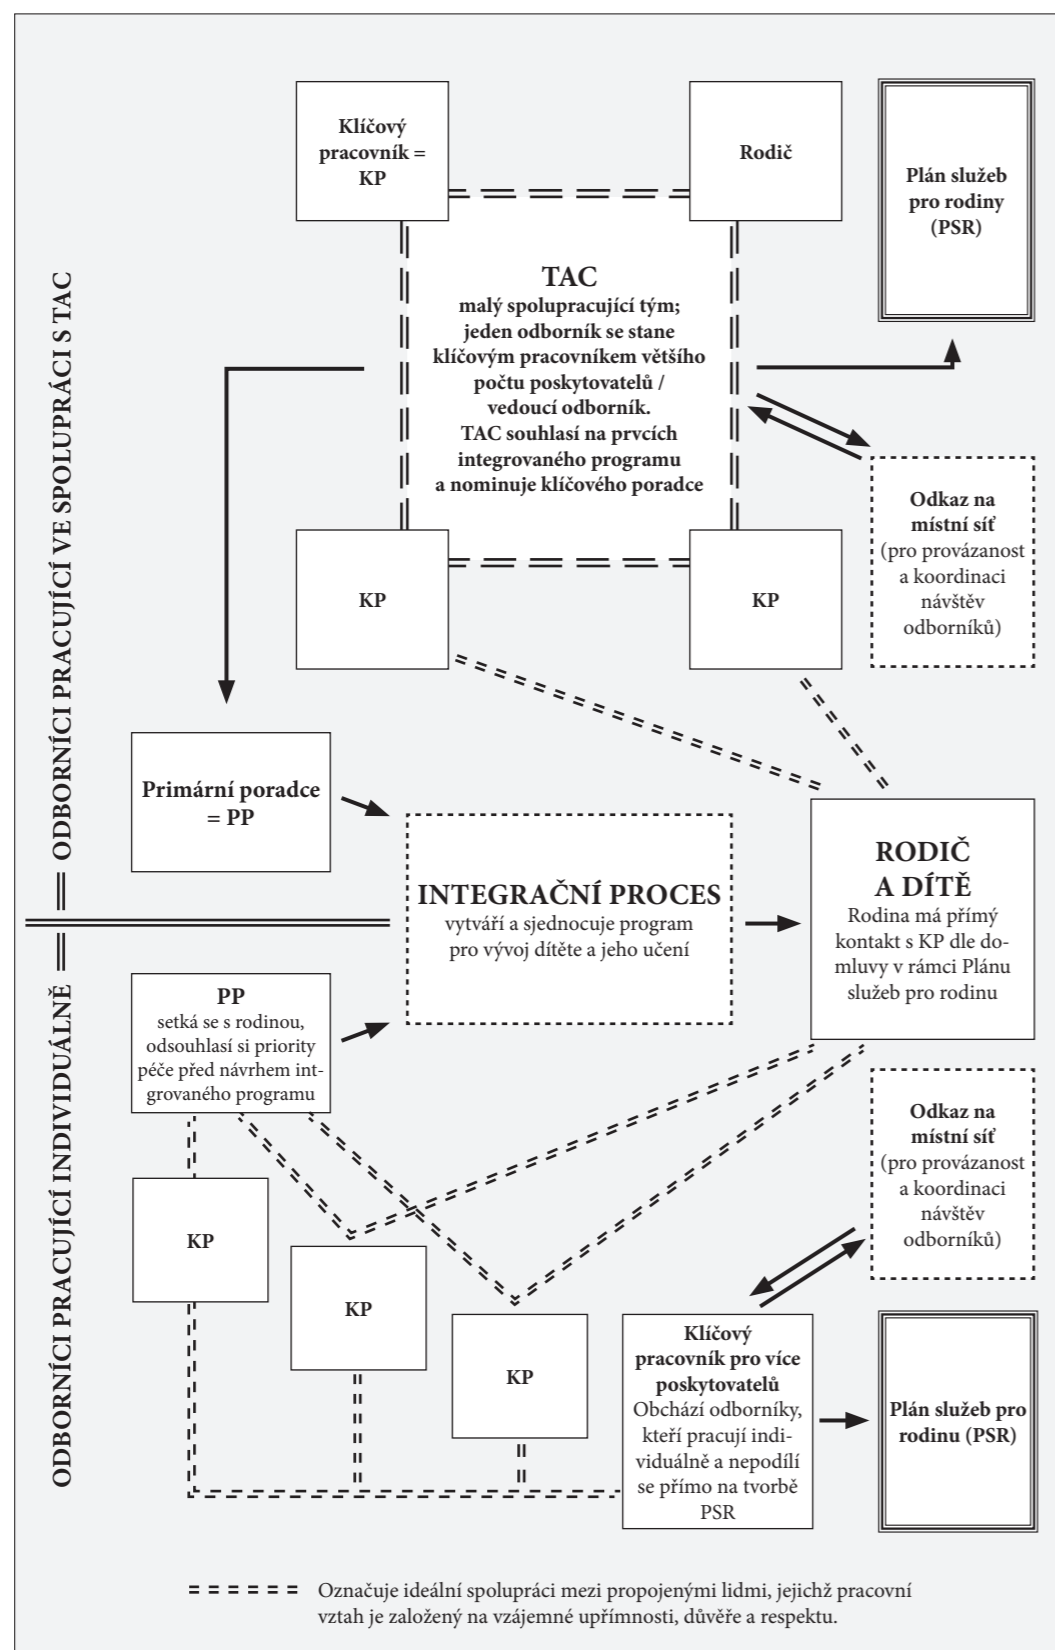 Klíčový
pracovník =
KP
Rodič
Plán služeb
pro rodiny
(PSR)
TAC
malý spolupracující tým;
jeden odborník se stane
klíčovým pracovníkem většího
počtu poskytovatelů /
vedoucí odborník.
TAC souhlasí na prvcích
integrovaného programu
a nominuje klíčového poradce
Odkaz na
místní síť
(pro provázanost
a koordinaci
návštěv
odborníků)
KP
KP
ODBORNÍCI PRACUJÍCÍ VE SPOLUPRÁCI S TAC
Primární poradce
= PP
INTEGRAČNÍ PROCES
vytváří a sjednocuje program
pro vývoj dítěte a jeho učení
RODIČ
A DÍTĚ
Rodina má přímý
kontakt s KP dle do-
mluvy v rámci Plánu
služeb pro rodinu
ODBORNÍCI PRACUJÍCÍ INDIVIDUÁLNĚ
PP
setká se s rodinou,
odsouhlasí si priority
péče před návrhem int-
grovaného programu
Odkaz na
místní síť
(pro provázanost
a koordinaci
návštěv
odborníků)
KP
KP
KP
Klíčový
pracovník pro více
poskytovatelů
Obchází odborníky,
kteří pracují indi-
viduálně a nepodílí
se přímo na tvorbě
PSR
Plán služeb pro
rodinu (PSR)
Označuje ideální spolupráci mezi propojenými lidmi, jejichž pracovní
vztah je založený na vzájemné upřímnosti, důvěře a respektu.